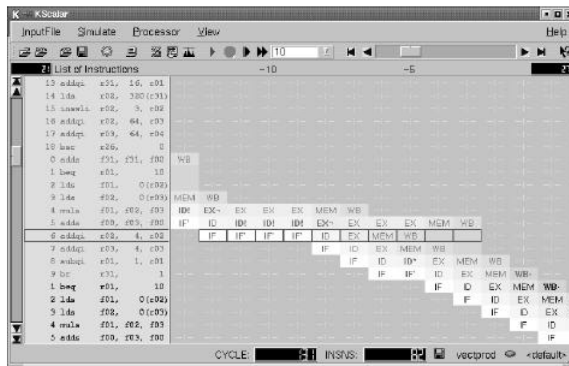 K - KScalar
InputFile Simulate Processor View Help
10
List of Instructions -10 -5
13 addqi r31, 16, r01
14 lda r02, 320(r31)
15 inswli r02, 3, r02
16 addqi r02, 64, r03
17 addqi r03, 64, r04
18 bsr r26, 0
0 adds f31, f31, f00 WB
1 beq r01, 10
2 lds f01, 0(r02)
3 lds f02, 0(r03) MEM WB
4 muls f01, f02, f03 ID! EX~ EX EX EX MEM WB
5 adds f00, f03, f00 IF' ID! ID! ID! ID! EX~ EX EX EX MEM WB
6 addqi r02, 4, r02 IF IF' IF' IF' ID EX MEM WB
7 addqi r03, 4, r03 IF ID EX MEM WB
8 subqi r01, 1, r01 IF ID ID* EX MEM WB
9 br r31, 1 IF IF' ID EX MEM WB
1 beq r01, 10 IF ID EX MEM WB
2 lds f01, 0(r02) IF ID EX MEM
3 lds f02, 0(r03) IF ID EX
4 muls f01, f02, f03 IF ID
5 adds f00, f03, f00 IF
CYCLE: INSNS: vectprod <default>